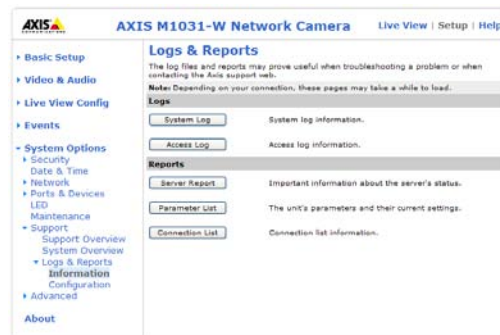 AXIS
COMMUNICATIONS
AXIS M1031-W Network Camera
Live View | Setup | Help
Basic Setup
Video & Audio
Live View Config
Events
System Options
Security
Date & Time
Network
Ports & Devices
LED
Maintenance
Support
Support Overview
System Overview
Logs & Reports
Information
Configuration
Advanced
About
Logs & Reports
The log files and reports may prove useful when troubleshooting a problem or when
contacting the Axis support web.
Note: Depending on your connection, these pages may take a while to load.
Logs
System Log System log information.
Access Log Access log information.
Reports
Server Report Important information about the server's status.
Parameter List The unit's parameters and their current settings.
Connection List Connection list information.